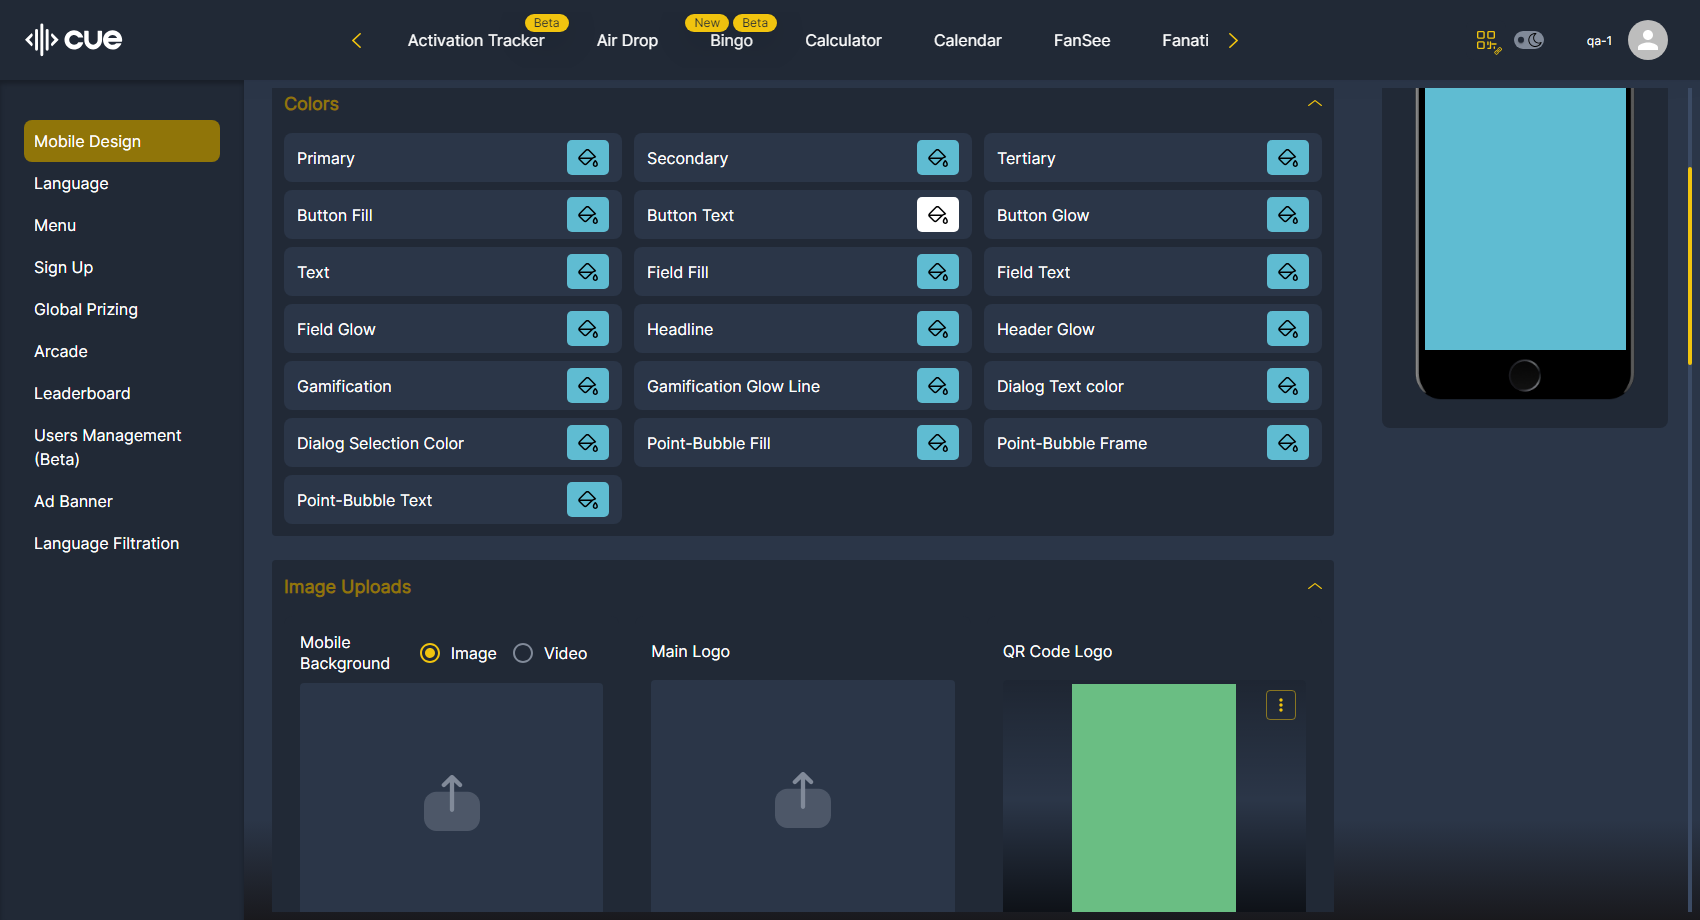 cue
Activation Tracker
Beta
Air Drop
New
Beta
Bingo
Calculator
Calendar
FanSee
Fanati
qa-1
Mobile Design
Language
Menu
Sign Up
Global Prizing
Arcade
Leaderboard
Users Management
(Beta)
Ad Banner
Language Filtration
Colors
Primary
Secondary
Tertiary
Button Fill
Button Text
Button Glow
Text
Field Fill
Field Text
Field Glow
Headline
Header Glow
Gamification
Gamification Glow Line
Dialog Text color
Dialog Selection Color
Point-Bubble Fill
Point-Bubble Frame
Point-Bubble Text
Image Uploads
Mobile
Background
Image
Video
Main Logo
QR Code Logo